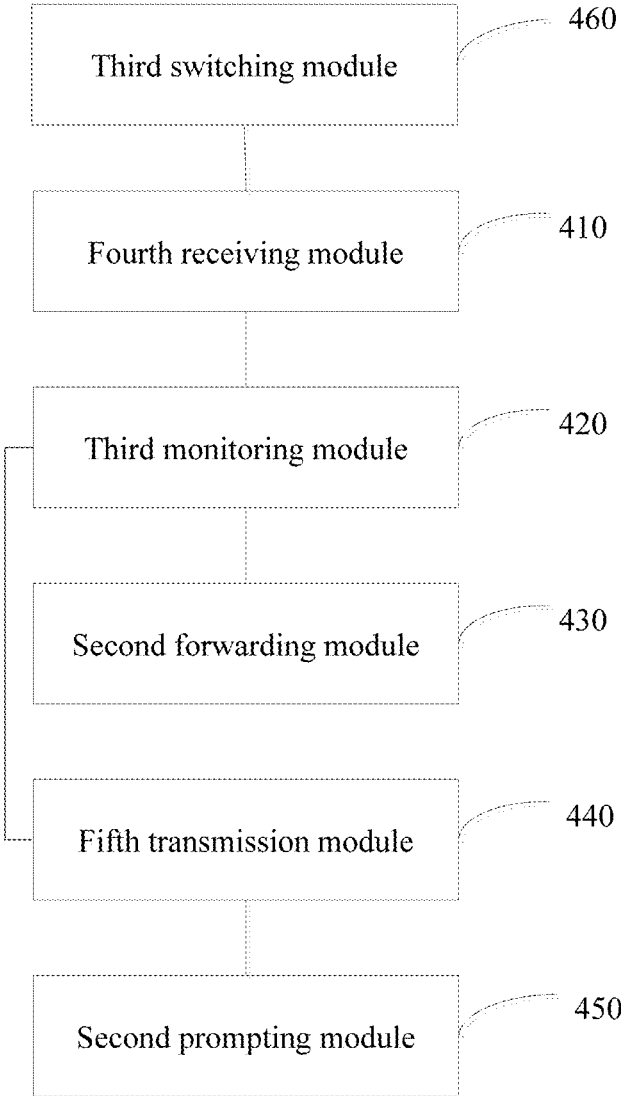 460
Third switching module
410
Fourth receiving module
420
Third monitoring module
430
Second forwarding module
440
Fifth transmission module
450
Second prompting module